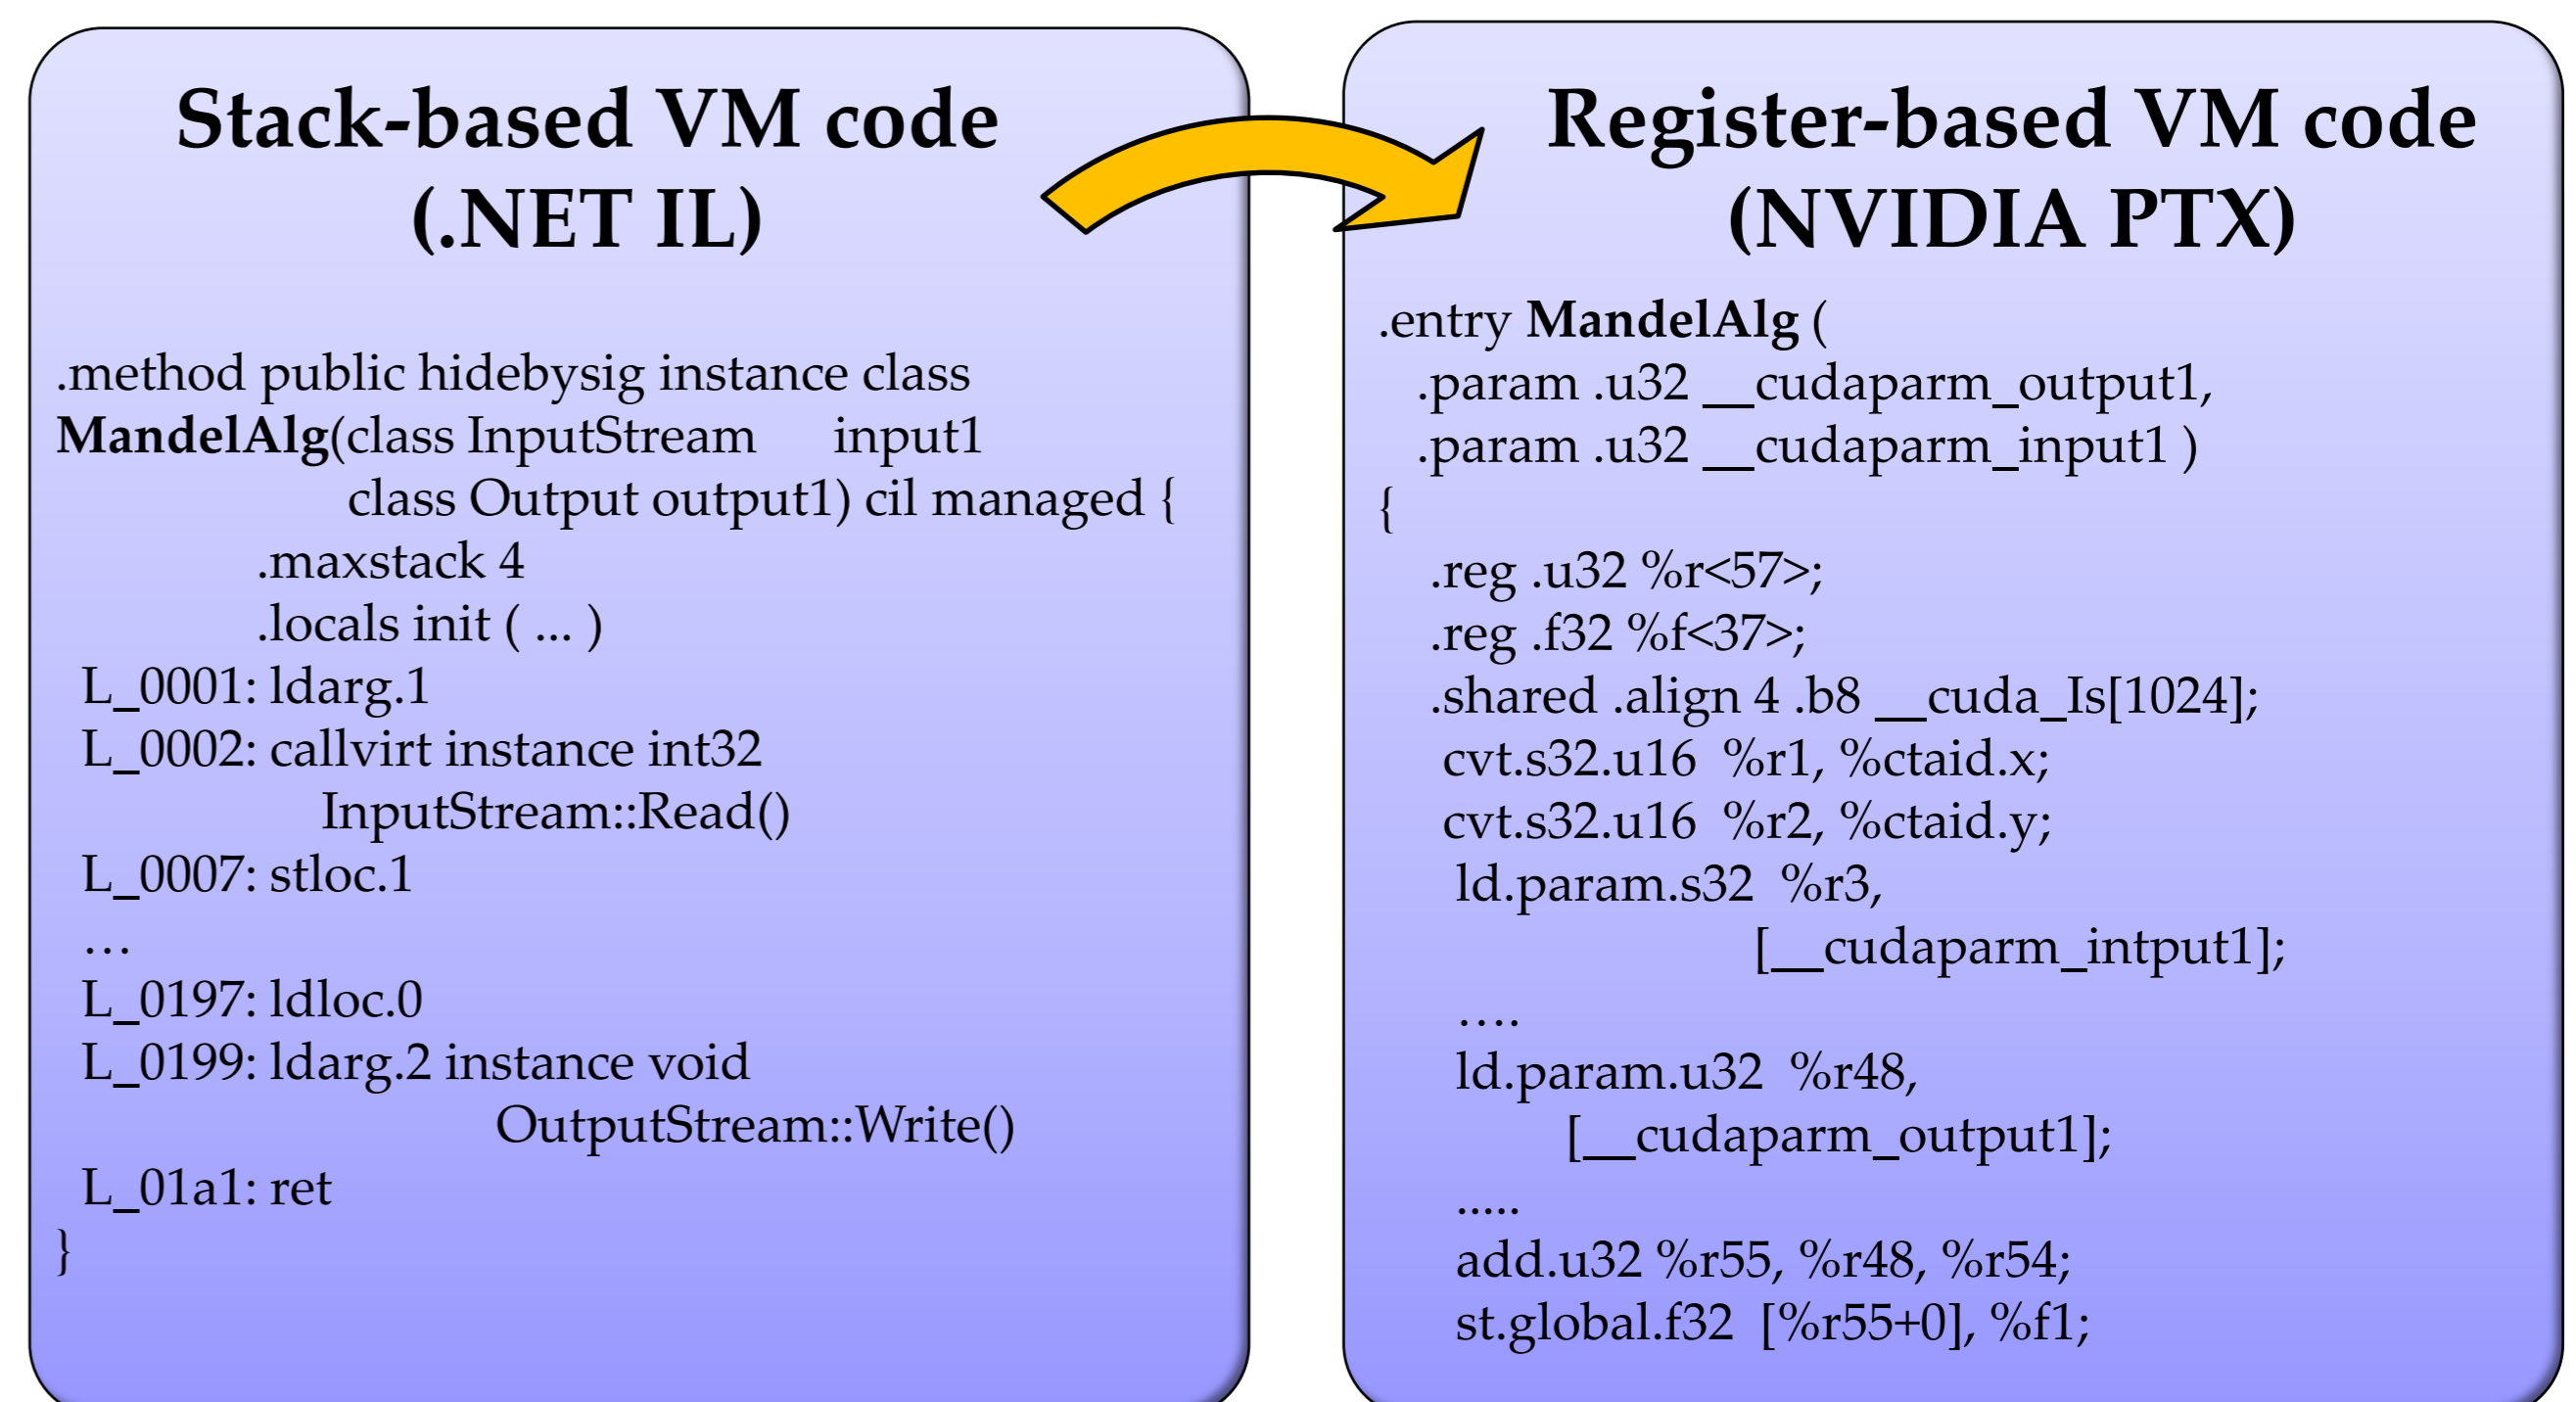 Stack-based VM code
(.NET IL)
.method public hidebysig instance class
MandelAlg(class InputStream input1
class Output output1) cil managed {
.maxstack 4
.locals init ( ... )
L_0001: ldarg.1
L_0002: callvirt instance int32
InputStream::Read()
L_0007: stloc.1
…
L_0197: ldloc.0
L_0199: ldarg.2 instance void
OutputStream::Write()
L_01a1: ret
}
Register-based VM code
(NVIDIA PTX)
.entry MandelAlg (
.param .u32 __cudaparm_output1,
.param .u32 __cudaparm_input1 )
{
.reg .u32 %r<57>;
.reg .f32 %f<37>;
.shared .align 4 .b8 __cuda_Is[1024];
cvt.s32.u16 %r1, %ctaid.x;
cvt.s32.u16 %r2, %ctaid.y;
ld.param.s32 %r3,
[__cudaparm_intput1];
….
ld.param.u32 %r48,
[__cudaparm_output1];
.....
add.u32 %r55, %r48, %r54;
st.global.f32 [%r55+0], %f1;